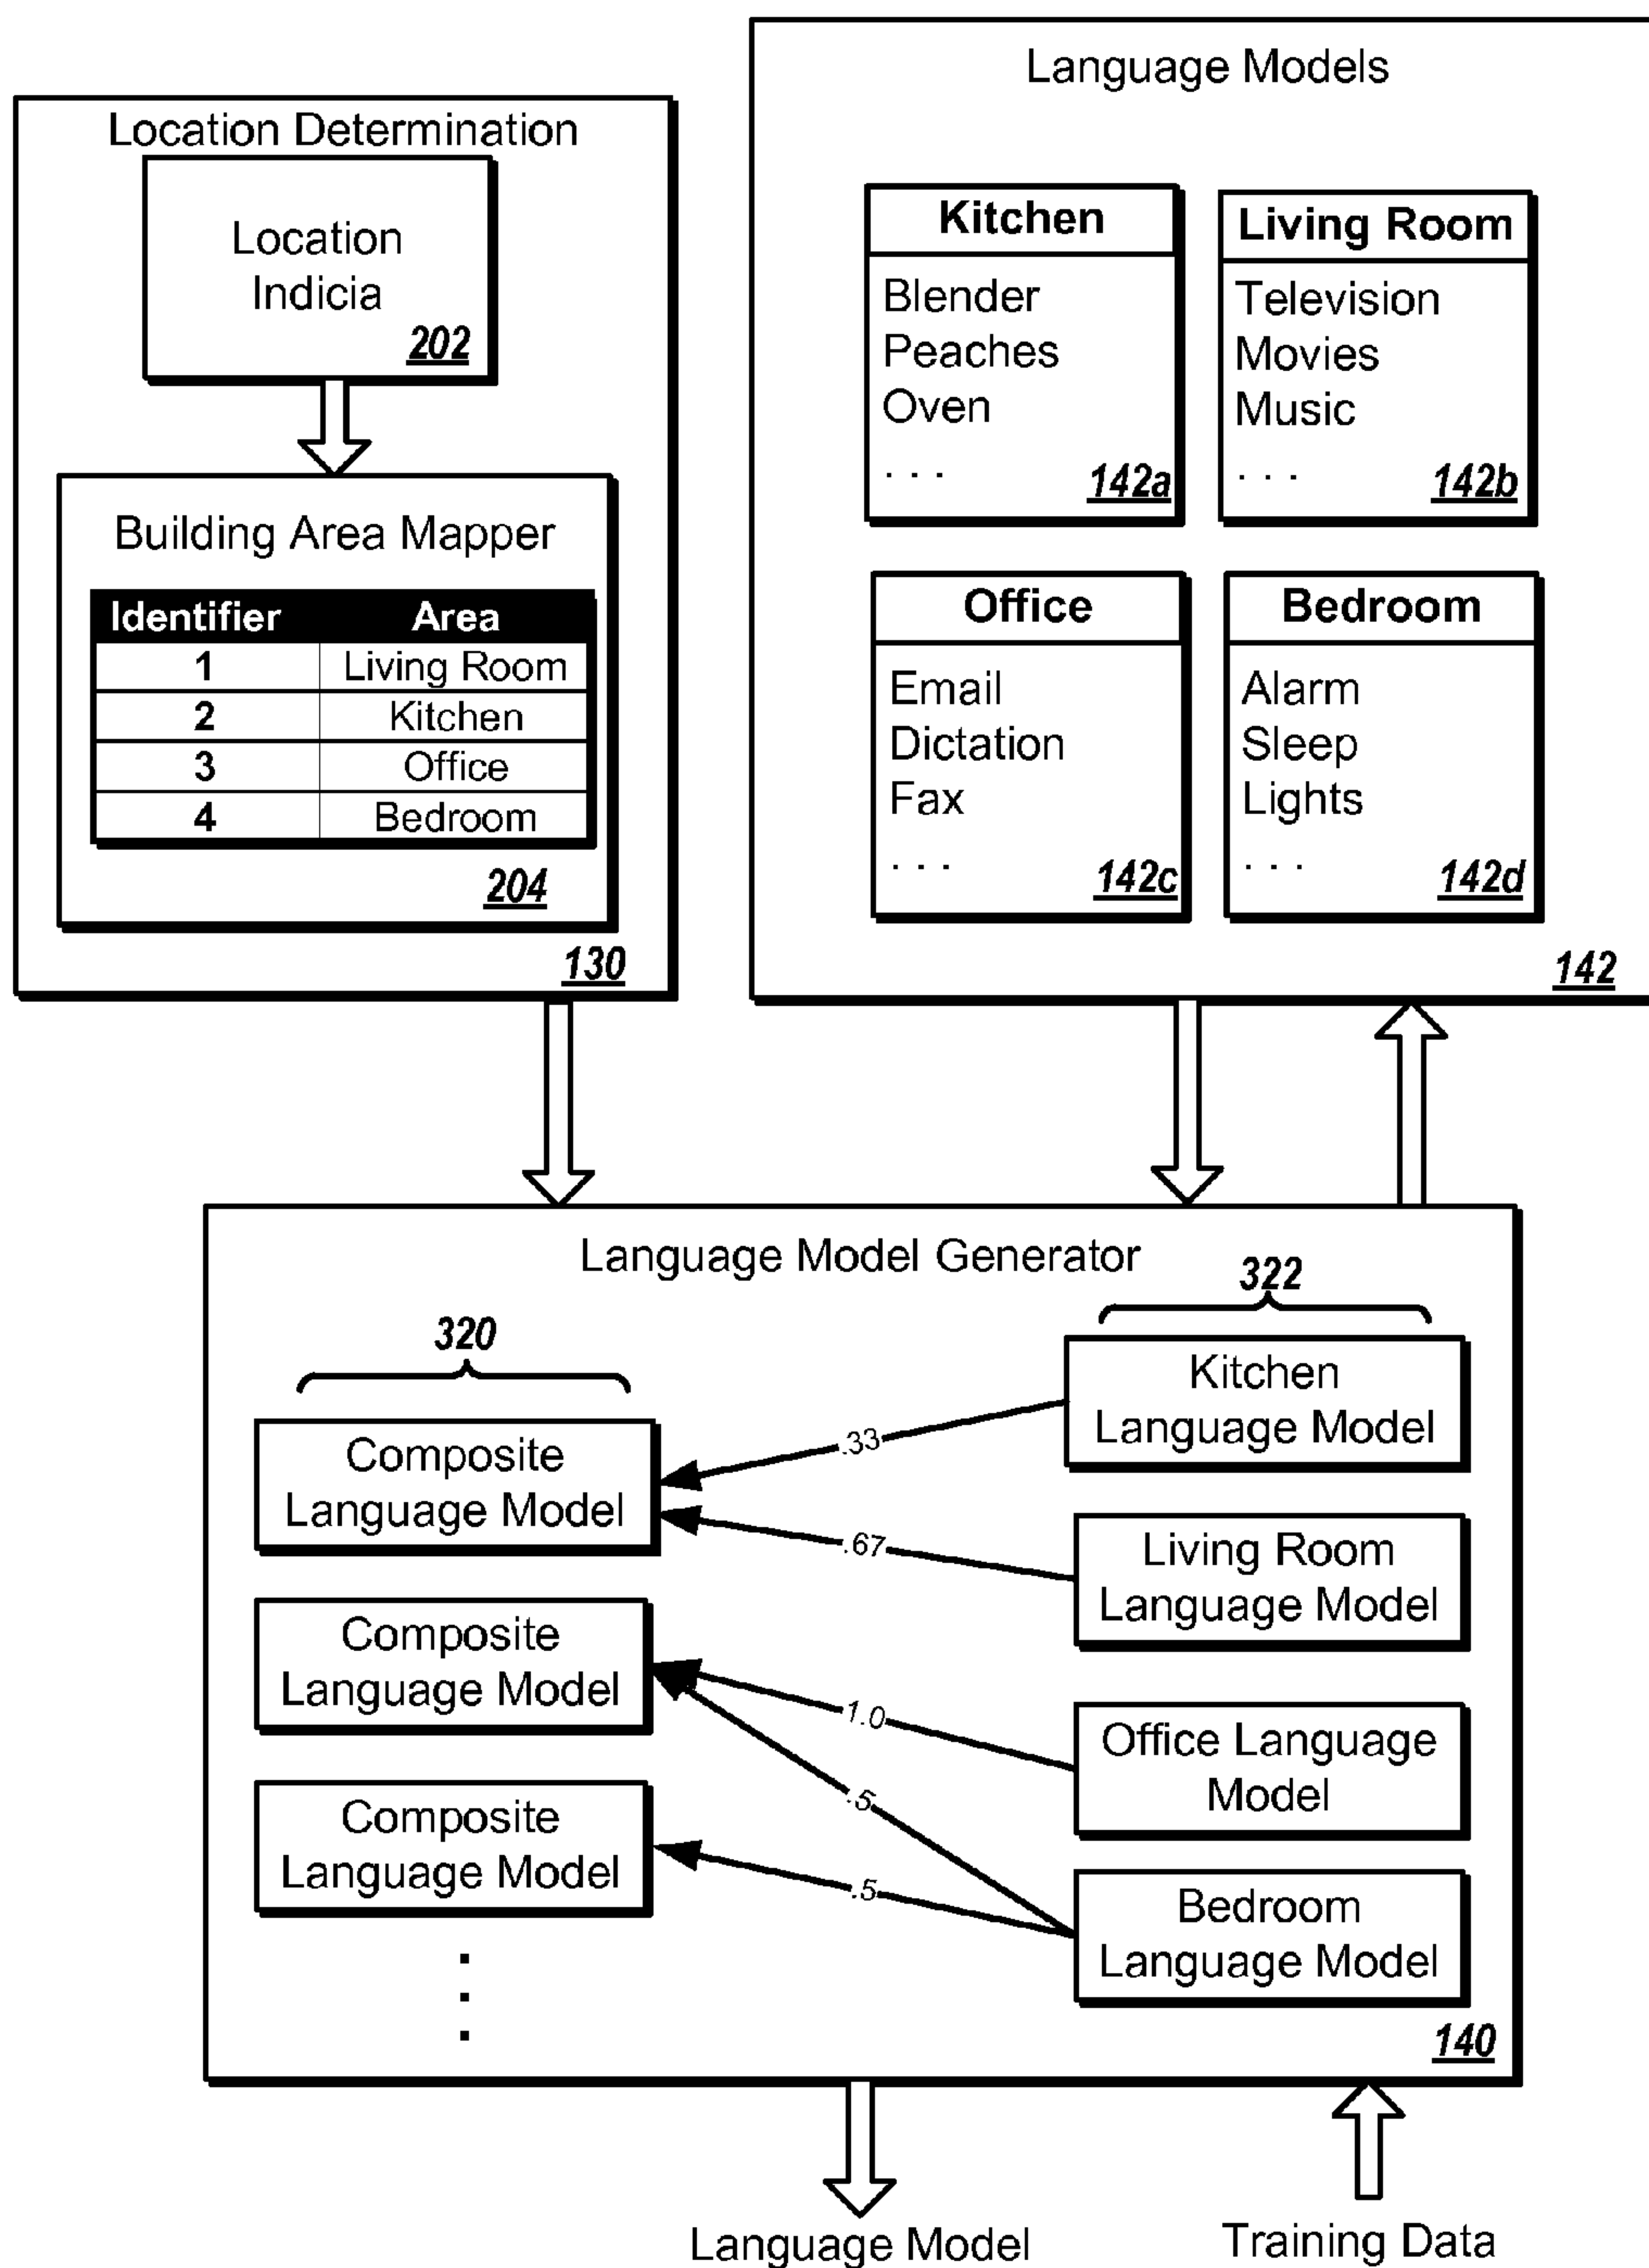 Location Determination
Location
Indicia
202
Building Area Mapper
Identifier Area
1 Living Room
2 Kitchen
3 Office
4 Bedroom
204
130
Language Models
Kitchen
Blender
Peaches
Oven
. . .
142a
Living Room
Television
Movies
Music
. . .
142b
Office
Email
Dictation
Fax
. . .
142c
Bedroom
Alarm
Sleep
Lights
. . .
142d
142
Language Model Generator
320
322
Composite
Language Model
.33
Kitchen
Language Model
.67
Living Room
Language Model
Composite
Language Model
1.0
Office Language
Model
.5
Composite
Language Model
.5
Bedroom
Language Model
140
Language Model
Training Data